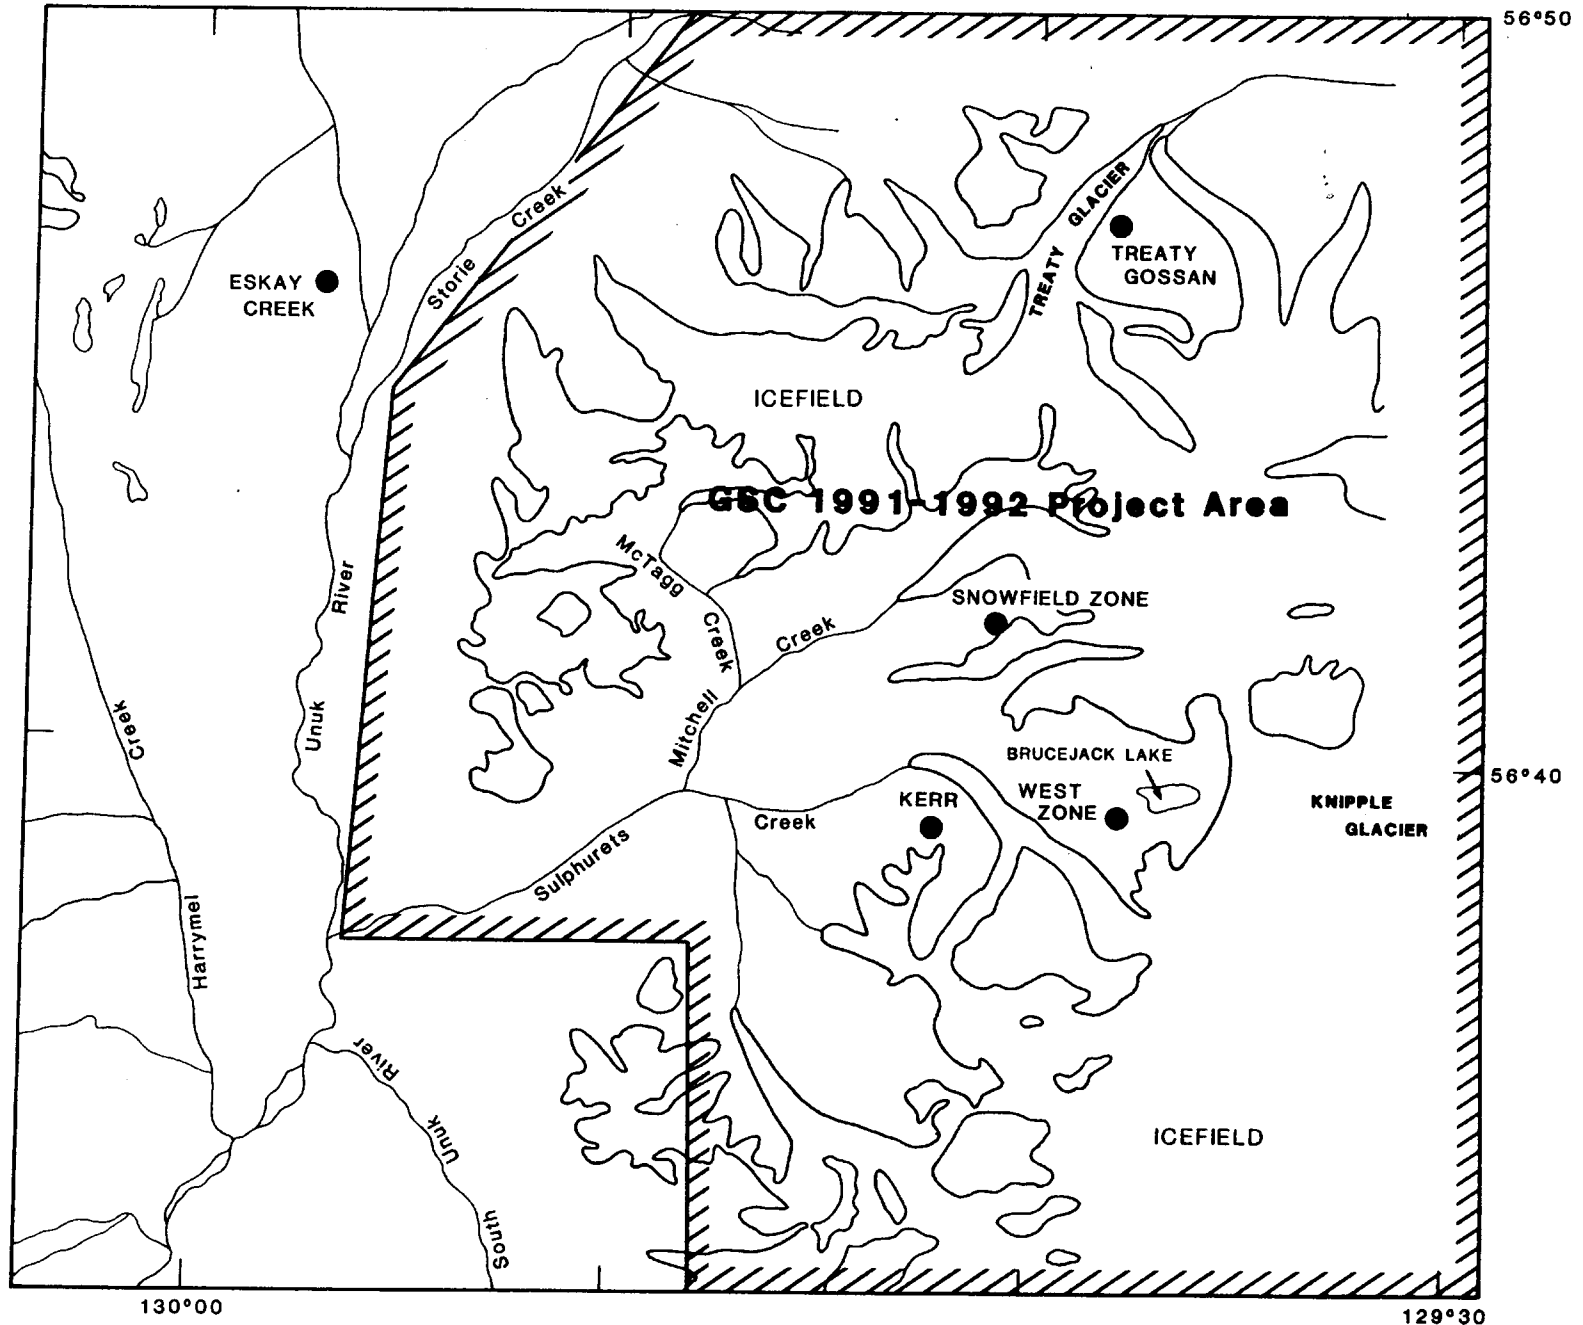 56°50
Storie Creek
TREATY GLACIER
TREATY
GOSSAN
ESKAY
CREEK
ICEFIELD
GSC 1991-1992 Project Area
McTagg Creek
SNOWFIELD ZONE
Unuk River
Mitchell Creek
BRUCEJACK LAKE
56°40
WEST
ZONE
KERR
KNIPPLE
GLACIER
Sulphurets Creek
Harrymel Creek
South Unuk River
ICEFIELD
130°00
129°30